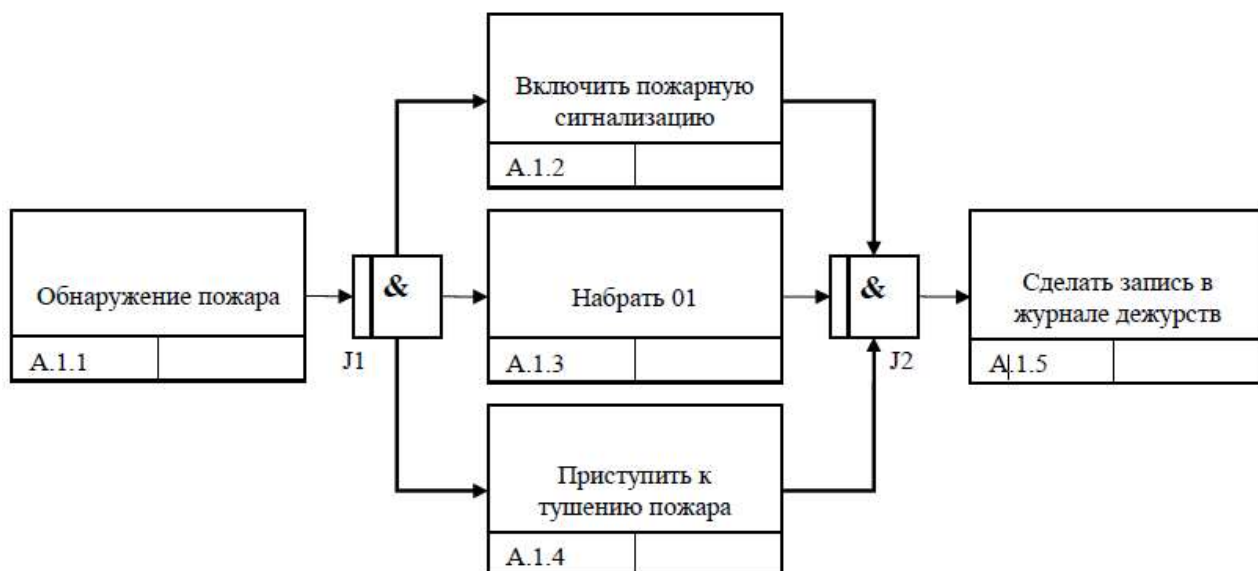 Включить пожарную
сигнализацию
А.1.2
Обнаружение пожара
А.1.1
&
J1
Набрать 01
А.1.3
&
J2
Сделать запись в
журнале дежурств
А.1.5
Приступить к
тушению пожара
А.1.4